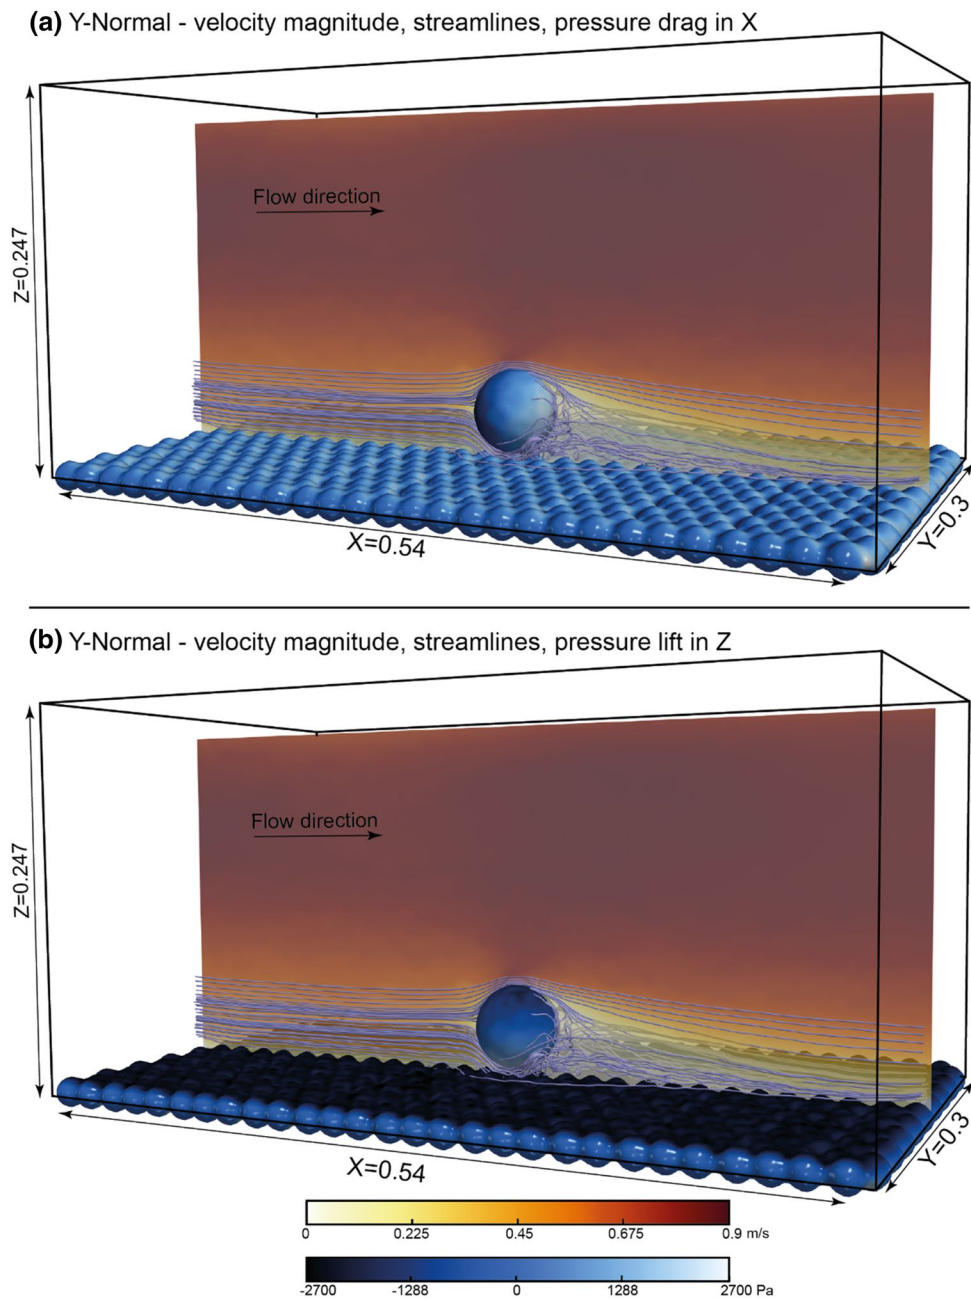 (a) Y-Normal - velocity magnitude, streamlines, pressure drag in X
Flow direction
Z=0.247
X=0.54
Y=0.3
(b) Y-Normal - velocity magnitude, streamlines, pressure lift in Z
Flow direction
Z=0.247
X=0.54
Y=0.3
0 0.225 0.45 0.675 0.9 m/s
-2700 -1288 0 1288 2700 Pa